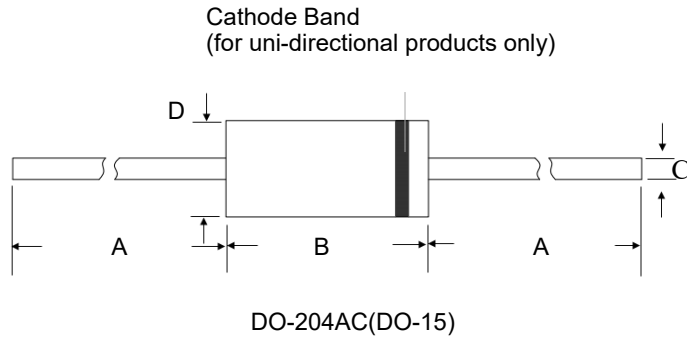 Cathode Band
(for uni-directional products only)
D
C
A
B
A
DO-204AC(DO-15)